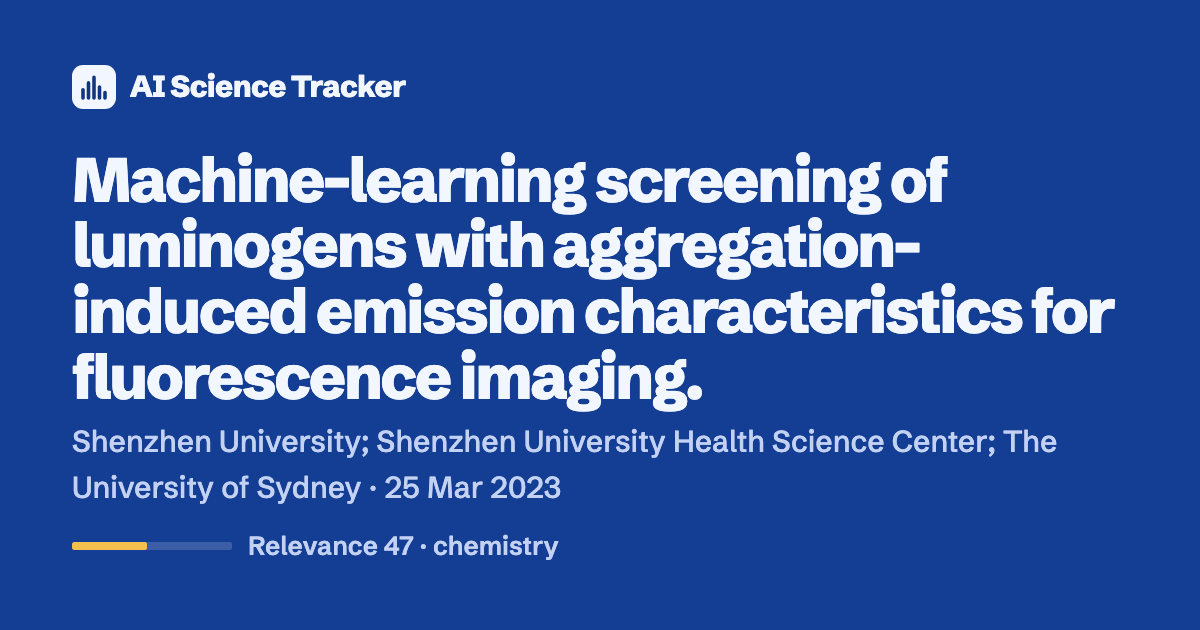 AI Science Tracker
Machine-learning screening of
luminogens with aggregation-
induced emission characteristics for
fluorescence imaging.
Shenzhen University; Shenzhen University Health Science Center; The
University of Sydney · 25 Mar 2023
Relevance 47 · chemistry